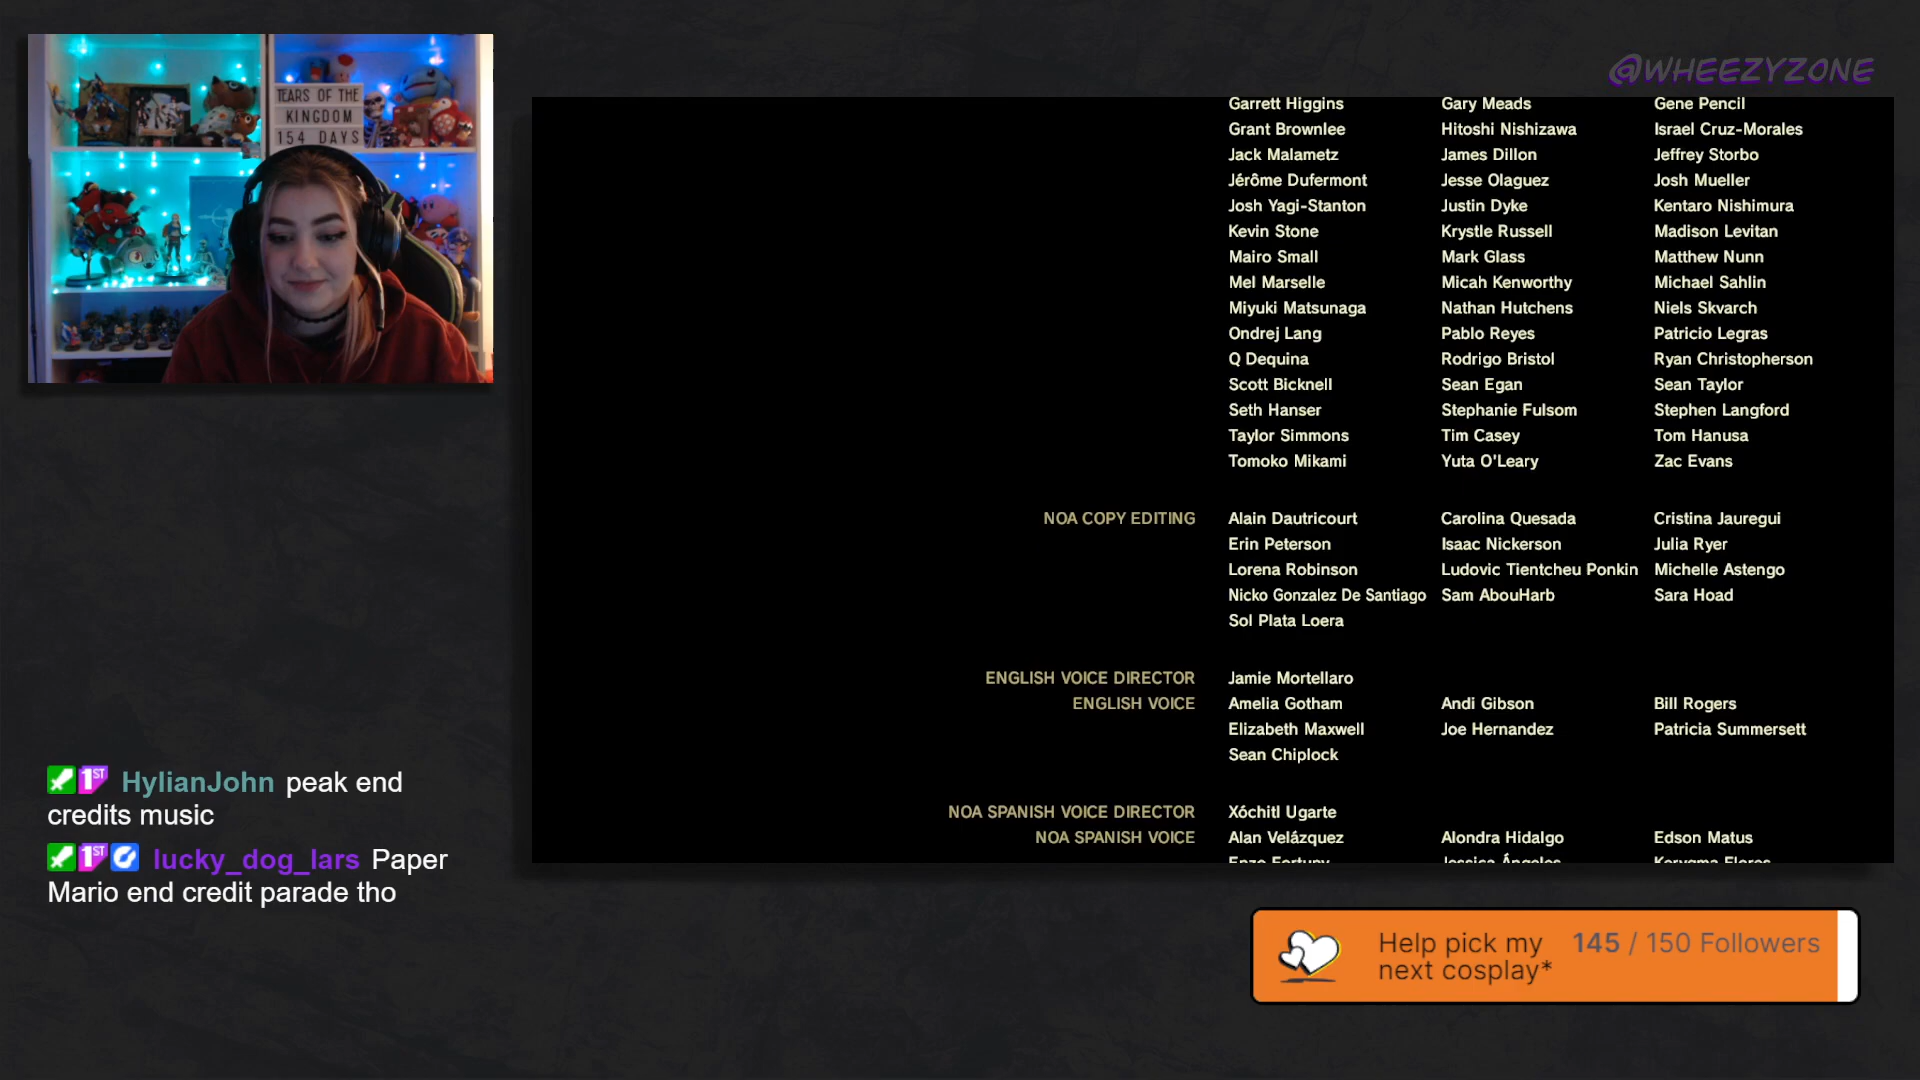 @WHEEZYZONE
TEARS OF THE
KINGDOM
154 DAYS
Garrett Higgins Gary Meads Gene Pencil
Grant Brownlee Hitoshi Nishizawa Israel Cruz-Morales
Jack Malametz James Dillon Jeffrey Storbo
Jérôme Dufermont Jesse Olaguez Josh Mueller
Josh Yagi-Stanton Justin Dyke Kentaro Nishimura
Kevin Stone Krystle Russell Madison Levitan
Mairo Small Mark Glass Matthew Nunn
Mel Marselle Micah Kenworthy Michael Sahlin
Miyuki Matsunaga Nathan Hutchens Niels Skvarch
Ondrej Lang Pablo Reyes Patricio Legras
Q Dequina Rodrigo Bristol Ryan Christopherson
Scott Bicknell Sean Egan Sean Taylor
Seth Hanser Stephanie Fulsom Stephen Langford
Taylor Simmons Tim Casey Tom Hanusa
Tomoko Mikami Yuta O'Leary Zac Evans
NOA COPY EDITING Alain Dautricourt Carolina Quesada Cristina Jauregui
Erin Peterson Isaac Nickerson Julia Ryer
Lorena Robinson Ludovic Tientcheu Ponkin Michelle Astengo
Nicko Gonzalez De Santiago Sam AbouHarb Sara Hoad
Sol Plata Loera
ENGLISH VOICE DIRECTOR Jamie Mortellaro
ENGLISH VOICE Amelia Gotham Andi Gibson Bill Rogers
Elizabeth Maxwell Joe Hernandez Patricia Summersett
Sean Chiplock
NOA SPANISH VOICE DIRECTOR Xóchitl Ugarte
NOA SPANISH VOICE Alan Velázquez Alondra Hidalgo Edson Matus
Enzo Fortuny Jessica Ángeles Kerygma Flores
1ST HylianJohn peak end
credits music
1ST lucky_dog_lars Paper
Mario end credit parade tho
Help pick my 145 / 150 Followers
next cosplay*